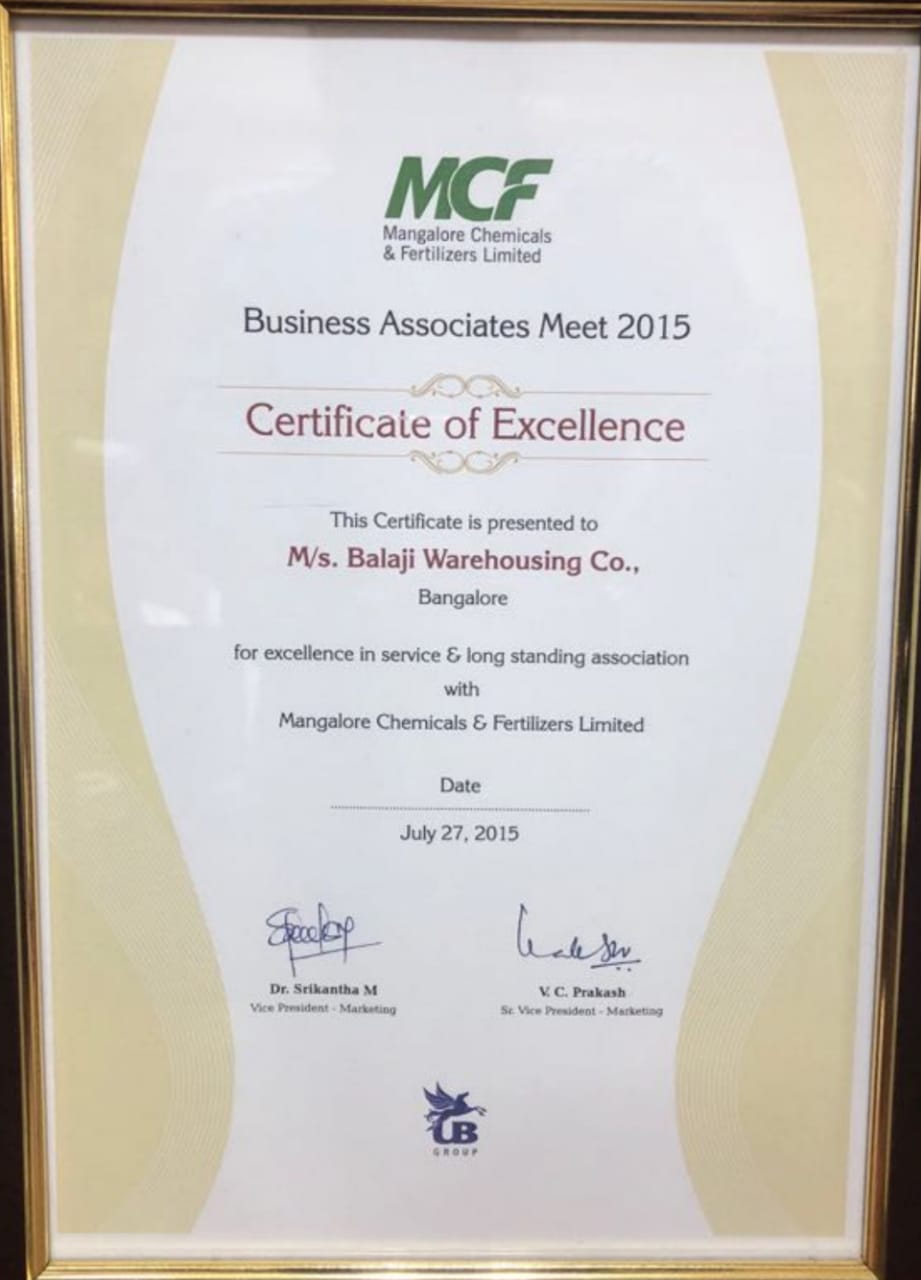 MCF
Mangalore Chemicals
& Fertilizers Limited
Business Associates Meet 2015
Certificate of Excellence
This Certificate is presented to
M/s. Balaji Warehousing Co.,
Bangalore
for excellence in service & long standing association
with
Mangalore Chemicals & Fertilizers Limited
Date
July 27, 2015
Dr. Srikantha M
Vice President - Marketing
V. C. Prakash
Sr. Vice President - Marketing
UB
GROUP